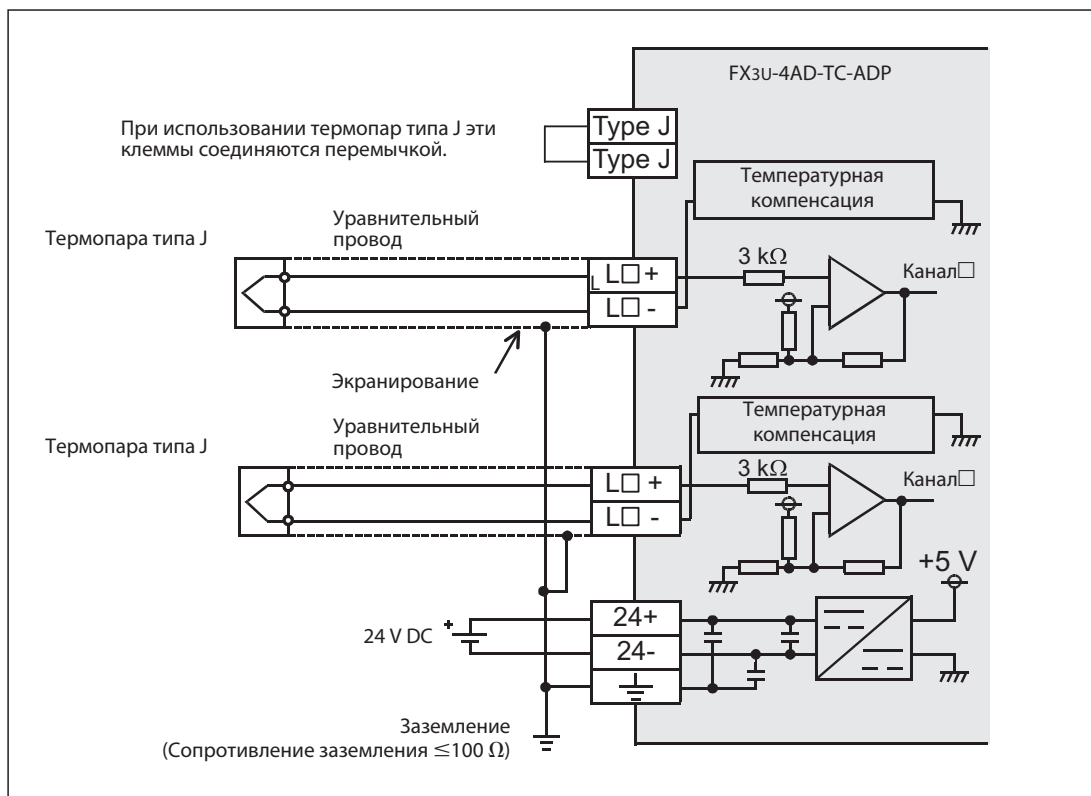 FX3U-4AD-TC-ADP
При использовании термопар типа J эти
клеммы соединяются перемычкой.
Type J
Type J
Температурная
компенсация
Термопара типа J
Уравнительный
провод
3 kΩ
Канал□
L
L□ +
L□ -
Экранирование
Температурная
компенсация
Термопара типа J
Уравнительный
провод
3 kΩ
Канал□
L□ +
L□ -
+5 V
24 V DC
+
24+
24-
Заземление
(Сопротивление заземления ≤100 Ω)